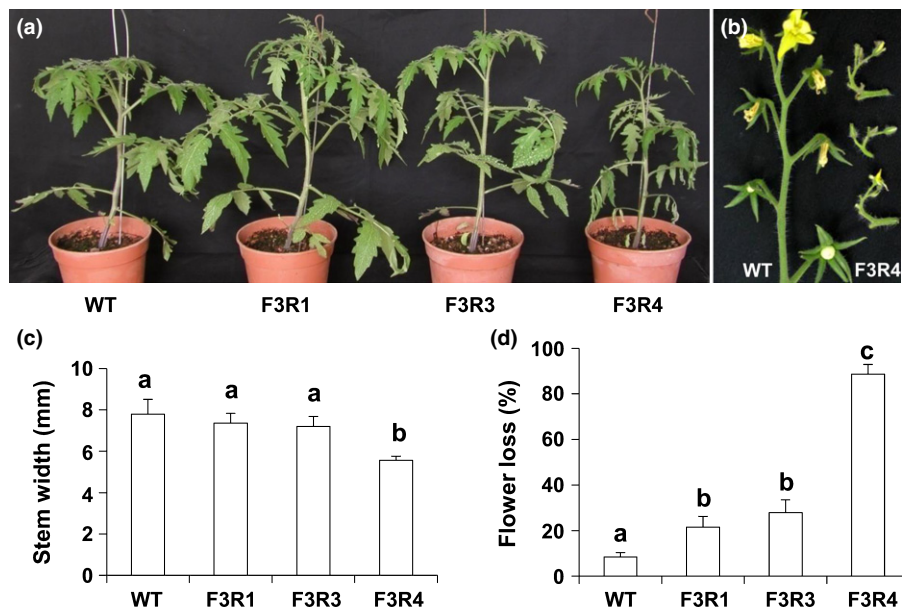 (a)
(b)
WT
F3R4
WT
F3R1
F3R3
F3R4
(c)
Stem width (mm)
10
8
6
4
2
0
a
a
a
b
WT
F3R1
F3R3
F3R4
(d)
Flower loss (%)
100
80
60
40
20
0
a
b
b
c
WT
F3R1
F3R3
F3R4